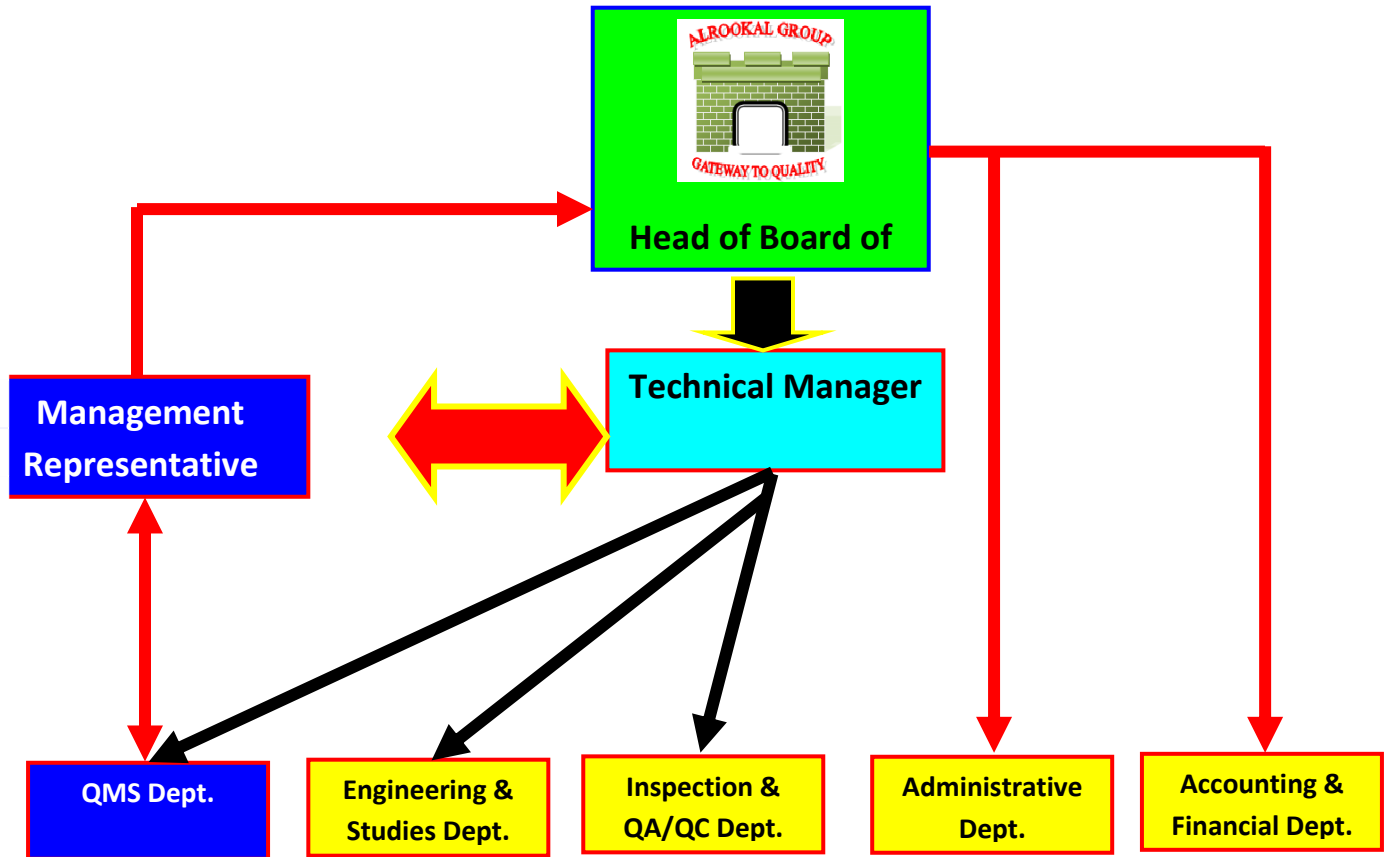 ALROOKAL GROUP
GATEWAY TO QUALITY
Head of Board of
Technical Manager
Management
Representative
QMS Dept.
Engineering &
Studies Dept.
Inspection &
QA/QC Dept.
Administrative
Dept.
Accounting &
Financial Dept.